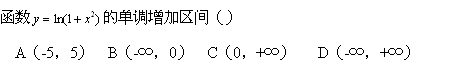 函数 y = ln(1 + x²) 的单调增加区间（）
A（-5，5） B（-∞，0） C（0，+∞） D（-∞，+∞）